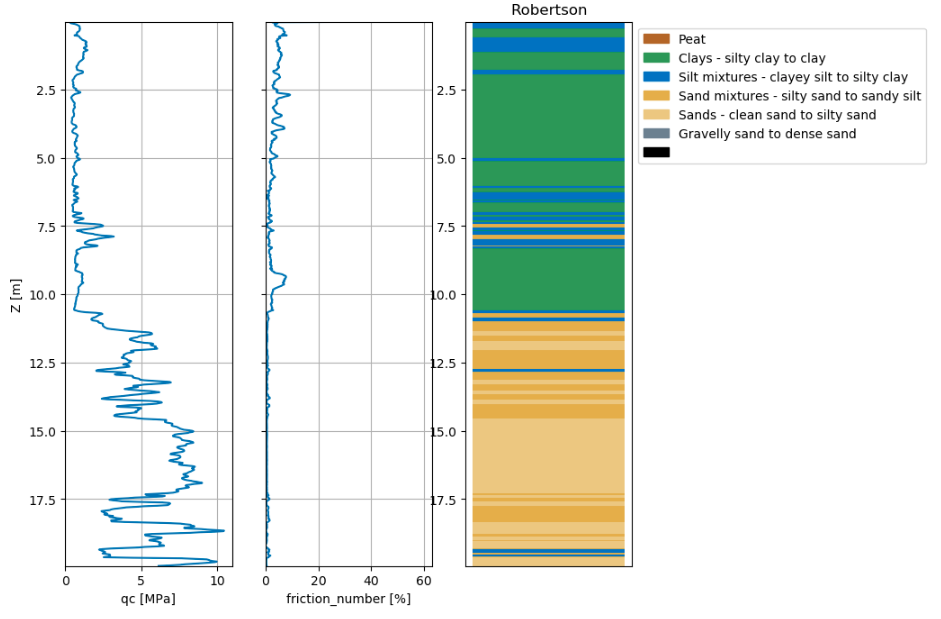 Robertson
Peat
Clays - silty clay to clay
Silt mixtures - clayey silt to silty clay
Sand mixtures - silty sand to sandy silt
Sands - clean sand to silty sand
Gravelly sand to dense sand
2.5
5.0
7.5
10.0
12.5
15.0
17.5
Z [m]
0 5 10
qc [MPa]
2.5
5.0
7.5
10.0
12.5
15.0
17.5
0 20 40 60
friction_number [%]